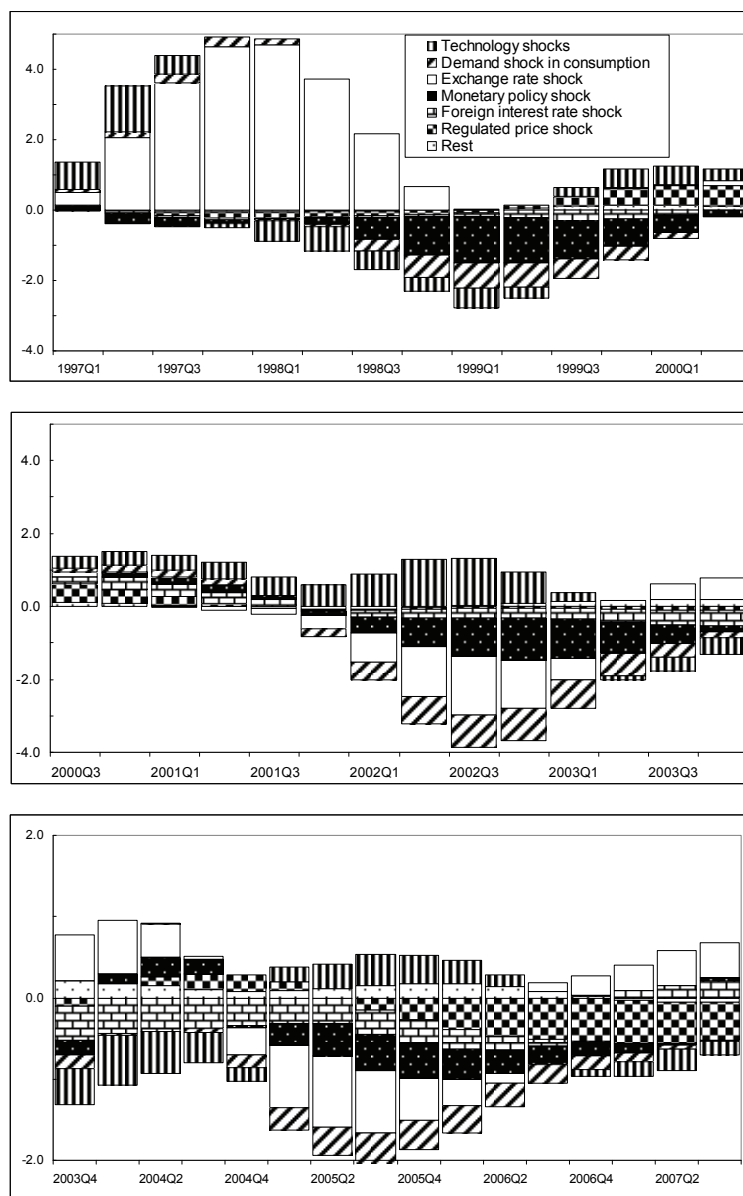 4.0
2.0
0.0
-2.0
-4.0
Technology shocks
Demand shock in consumption
Exchange rate shock
Monetary policy shock
Foreign interest rate shock
Regulated price shock
Rest
1997Q1 1997Q3 1998Q1 1998Q3 1999Q1 1999Q3 2000Q1
4.0
2.0
0.0
-2.0
-4.0
2000Q3 2001Q1 2001Q3 2002Q1 2002Q3 2003Q1 2003Q3
2.0
0.0
-2.0
2003Q4 2004Q2 2004Q4 2005Q2 2005Q4 2006Q2 2006Q4 2007Q2